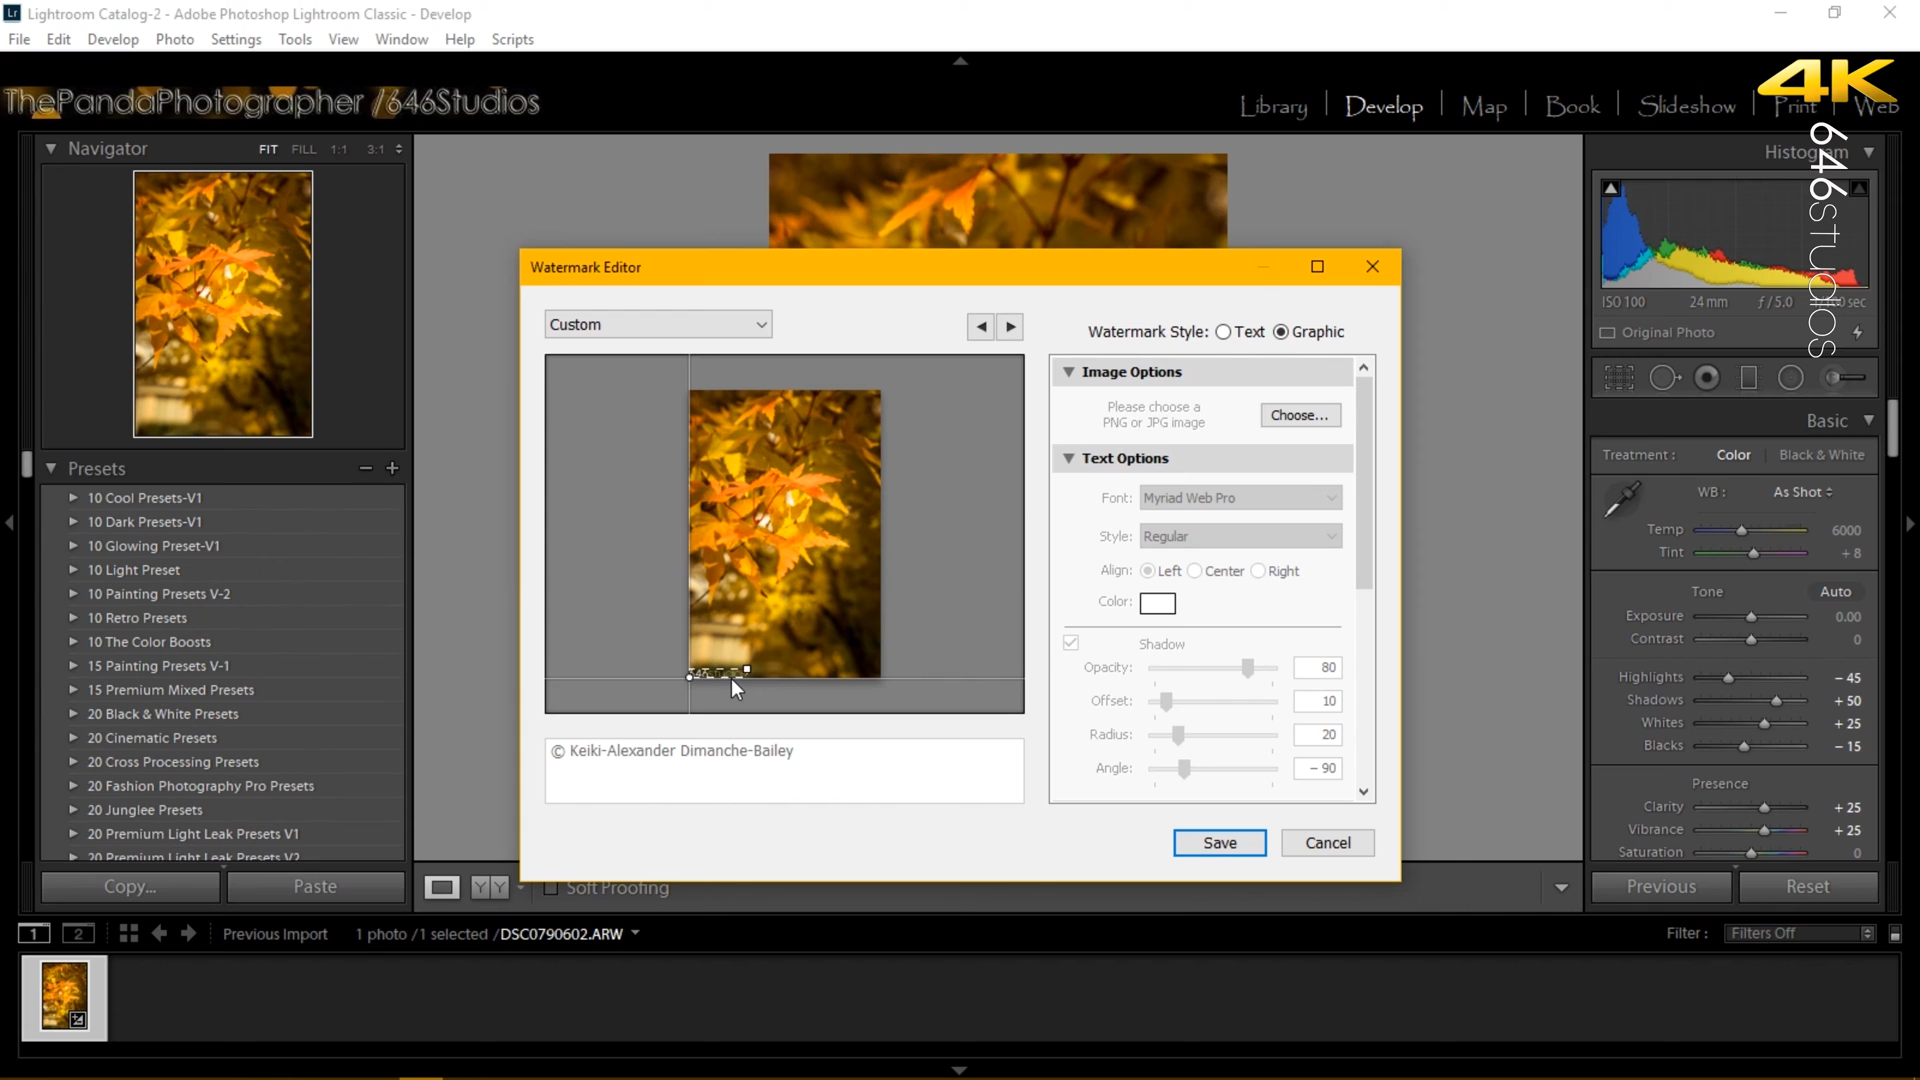 Lightroom Catalog-2 - Adobe Photoshop Lightroom Classic - Develop
File Edit Develop Photo Settings Tools View Window Help Scripts
ThePandaPhotographer /646Studios
Library Develop Map Book Slideshow Print Web
4K
646STUDIOS
Navigator FIT FILL 1:1 3:1
Presets
10 Cool Presets-V1
10 Dark Presets-V1
10 Glowing Preset-V1
10 Light Preset
10 Painting Presets V-2
10 Retro Presets
10 The Color Boosts
15 Painting Presets V-1
15 Premium Mixed Presets
20 Black & White Presets
20 Cinematic Presets
20 Cross Processing Presets
20 Fashion Photography Pro Presets
20 Junglee Presets
20 Premium Light Leak Presets V1
20 Premium Light Leak Presets V2
Copy... Paste
Watermark Editor
Custom
Watermark Style: Text Graphic
Image Options
Please choose a
PNG or JPG image
Choose...
Text Options
Font: Myriad Web Pro
Style: Regular
Align: Left Center Right
Color:
Shadow
Opacity: 80
Offset: 10
Radius: 20
Angle: - 90
© Keiki-Alexander Dimanche-Bailey
Save Cancel
Soft Proofing
Histogram
ISO 100 24 mm ƒ / 5.0 sec
Original Photo
Basic
Treatment : Color Black & White
WB : As Shot
Temp 6000
Tint + 8
Tone Auto
Exposure 0.00
Contrast 0
Highlights - 45
Shadows + 50
Whites + 25
Blacks - 15
Presence
Clarity + 25
Vibrance + 25
Saturation 0
Previous Reset
1 2 Previous Import 1 photo / 1 selected / DSC0790602.ARW
Filter : Filters Off